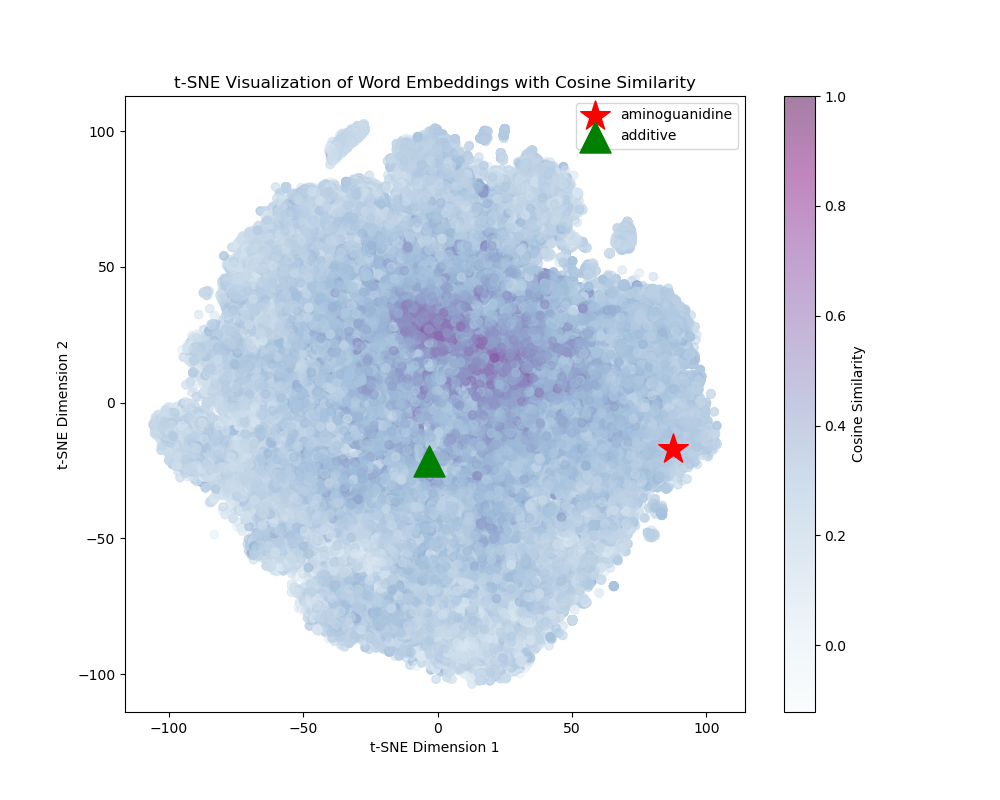 t-SNE Visualization of Word Embeddings with Cosine Similarity
aminoguanidine
additive
100
50
0
−50
−100
t-SNE Dimension 2
−100
−50
0
50
100
t-SNE Dimension 1
1.0
0.8
0.6
0.4
0.2
0.0
Cosine Similarity